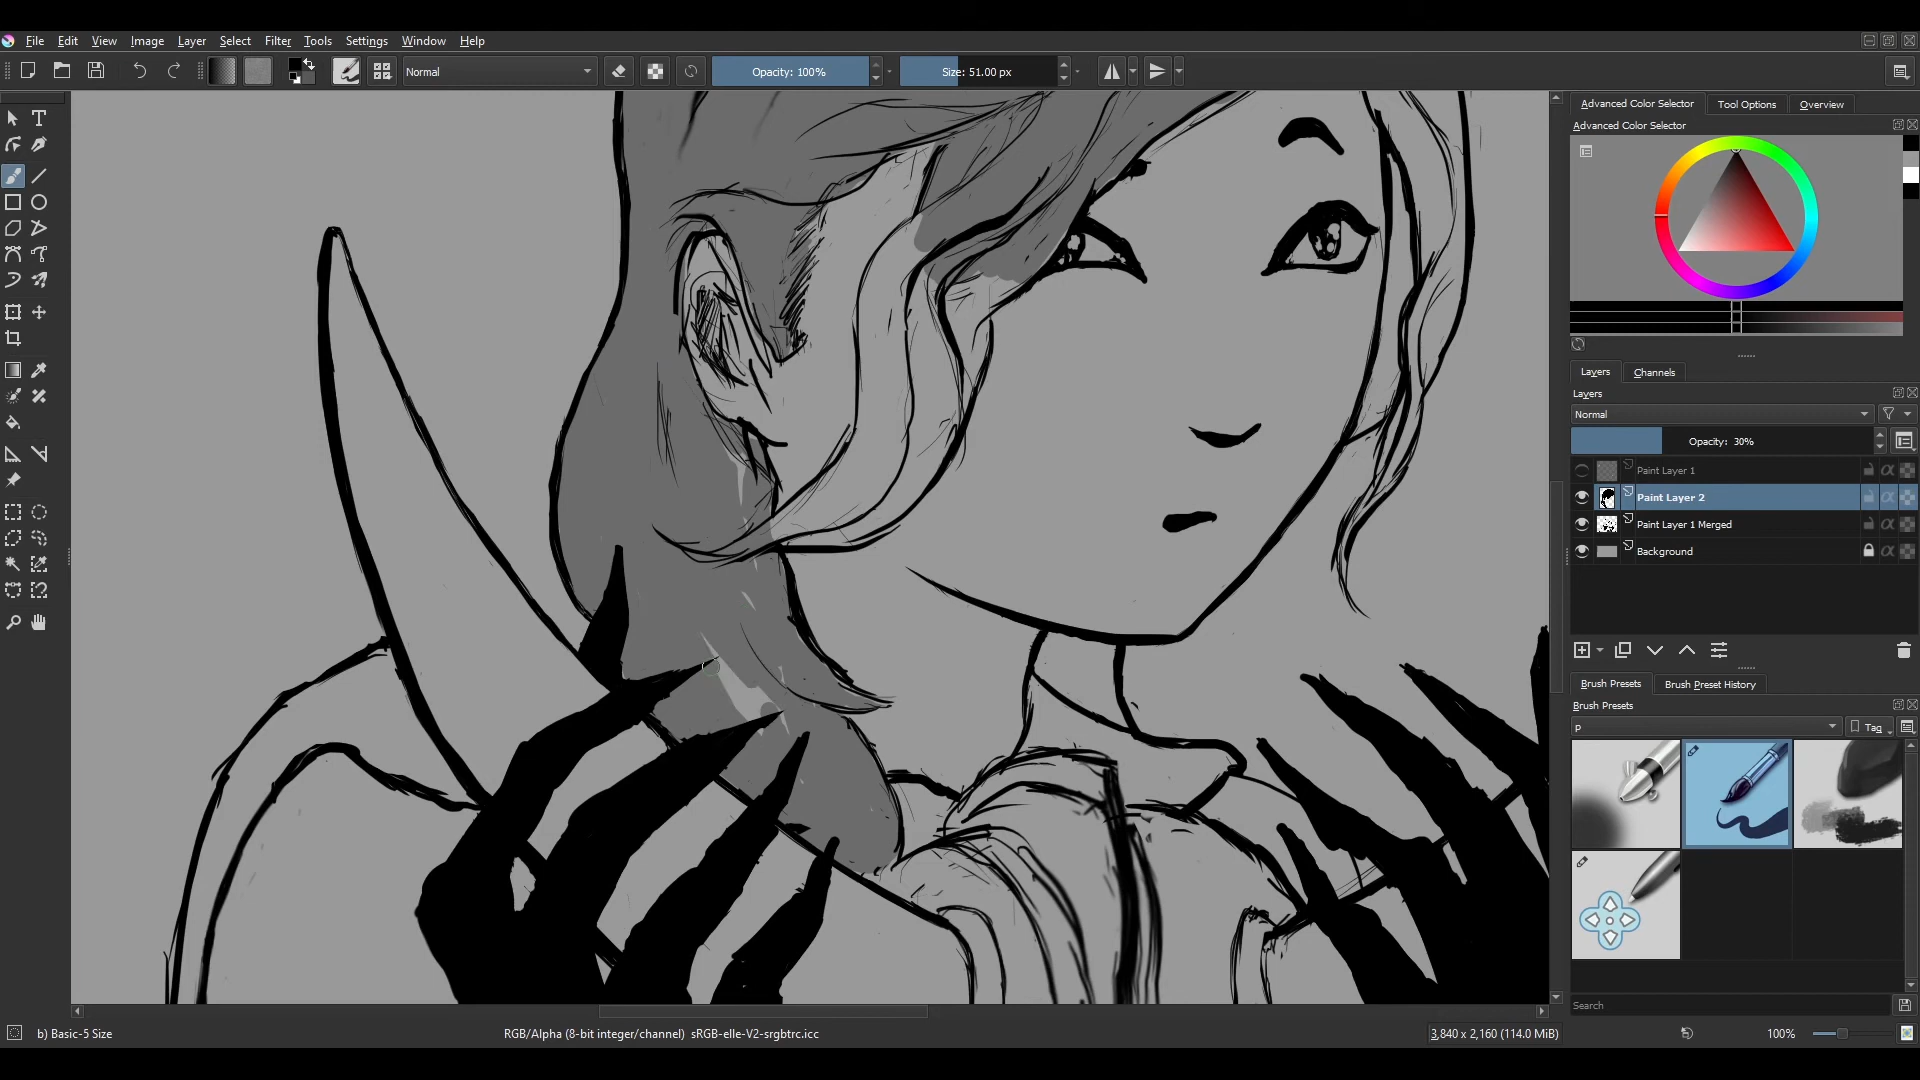 File Edit View Image Layer Select Filter Tools Settings Window Help
Normal
Opacity: 100%
Size: 51.00 px
Advanced Color Selector Tool Options Overview
Advanced Color Selector
Layers Channels
Layers
Normal
Opacity: 30%
Paint Layer 1
Paint Layer 2
Paint Layer 1 Merged
Background
Brush Presets Brush Preset History
Brush Presets
p
Tag
Search
b) Basic-5 Size
RGB/Alpha (8-bit integer/channel) sRGB-elle-V2-srgbtrc.icc
3,840 x 2,160 (114.0 MiB)
100%